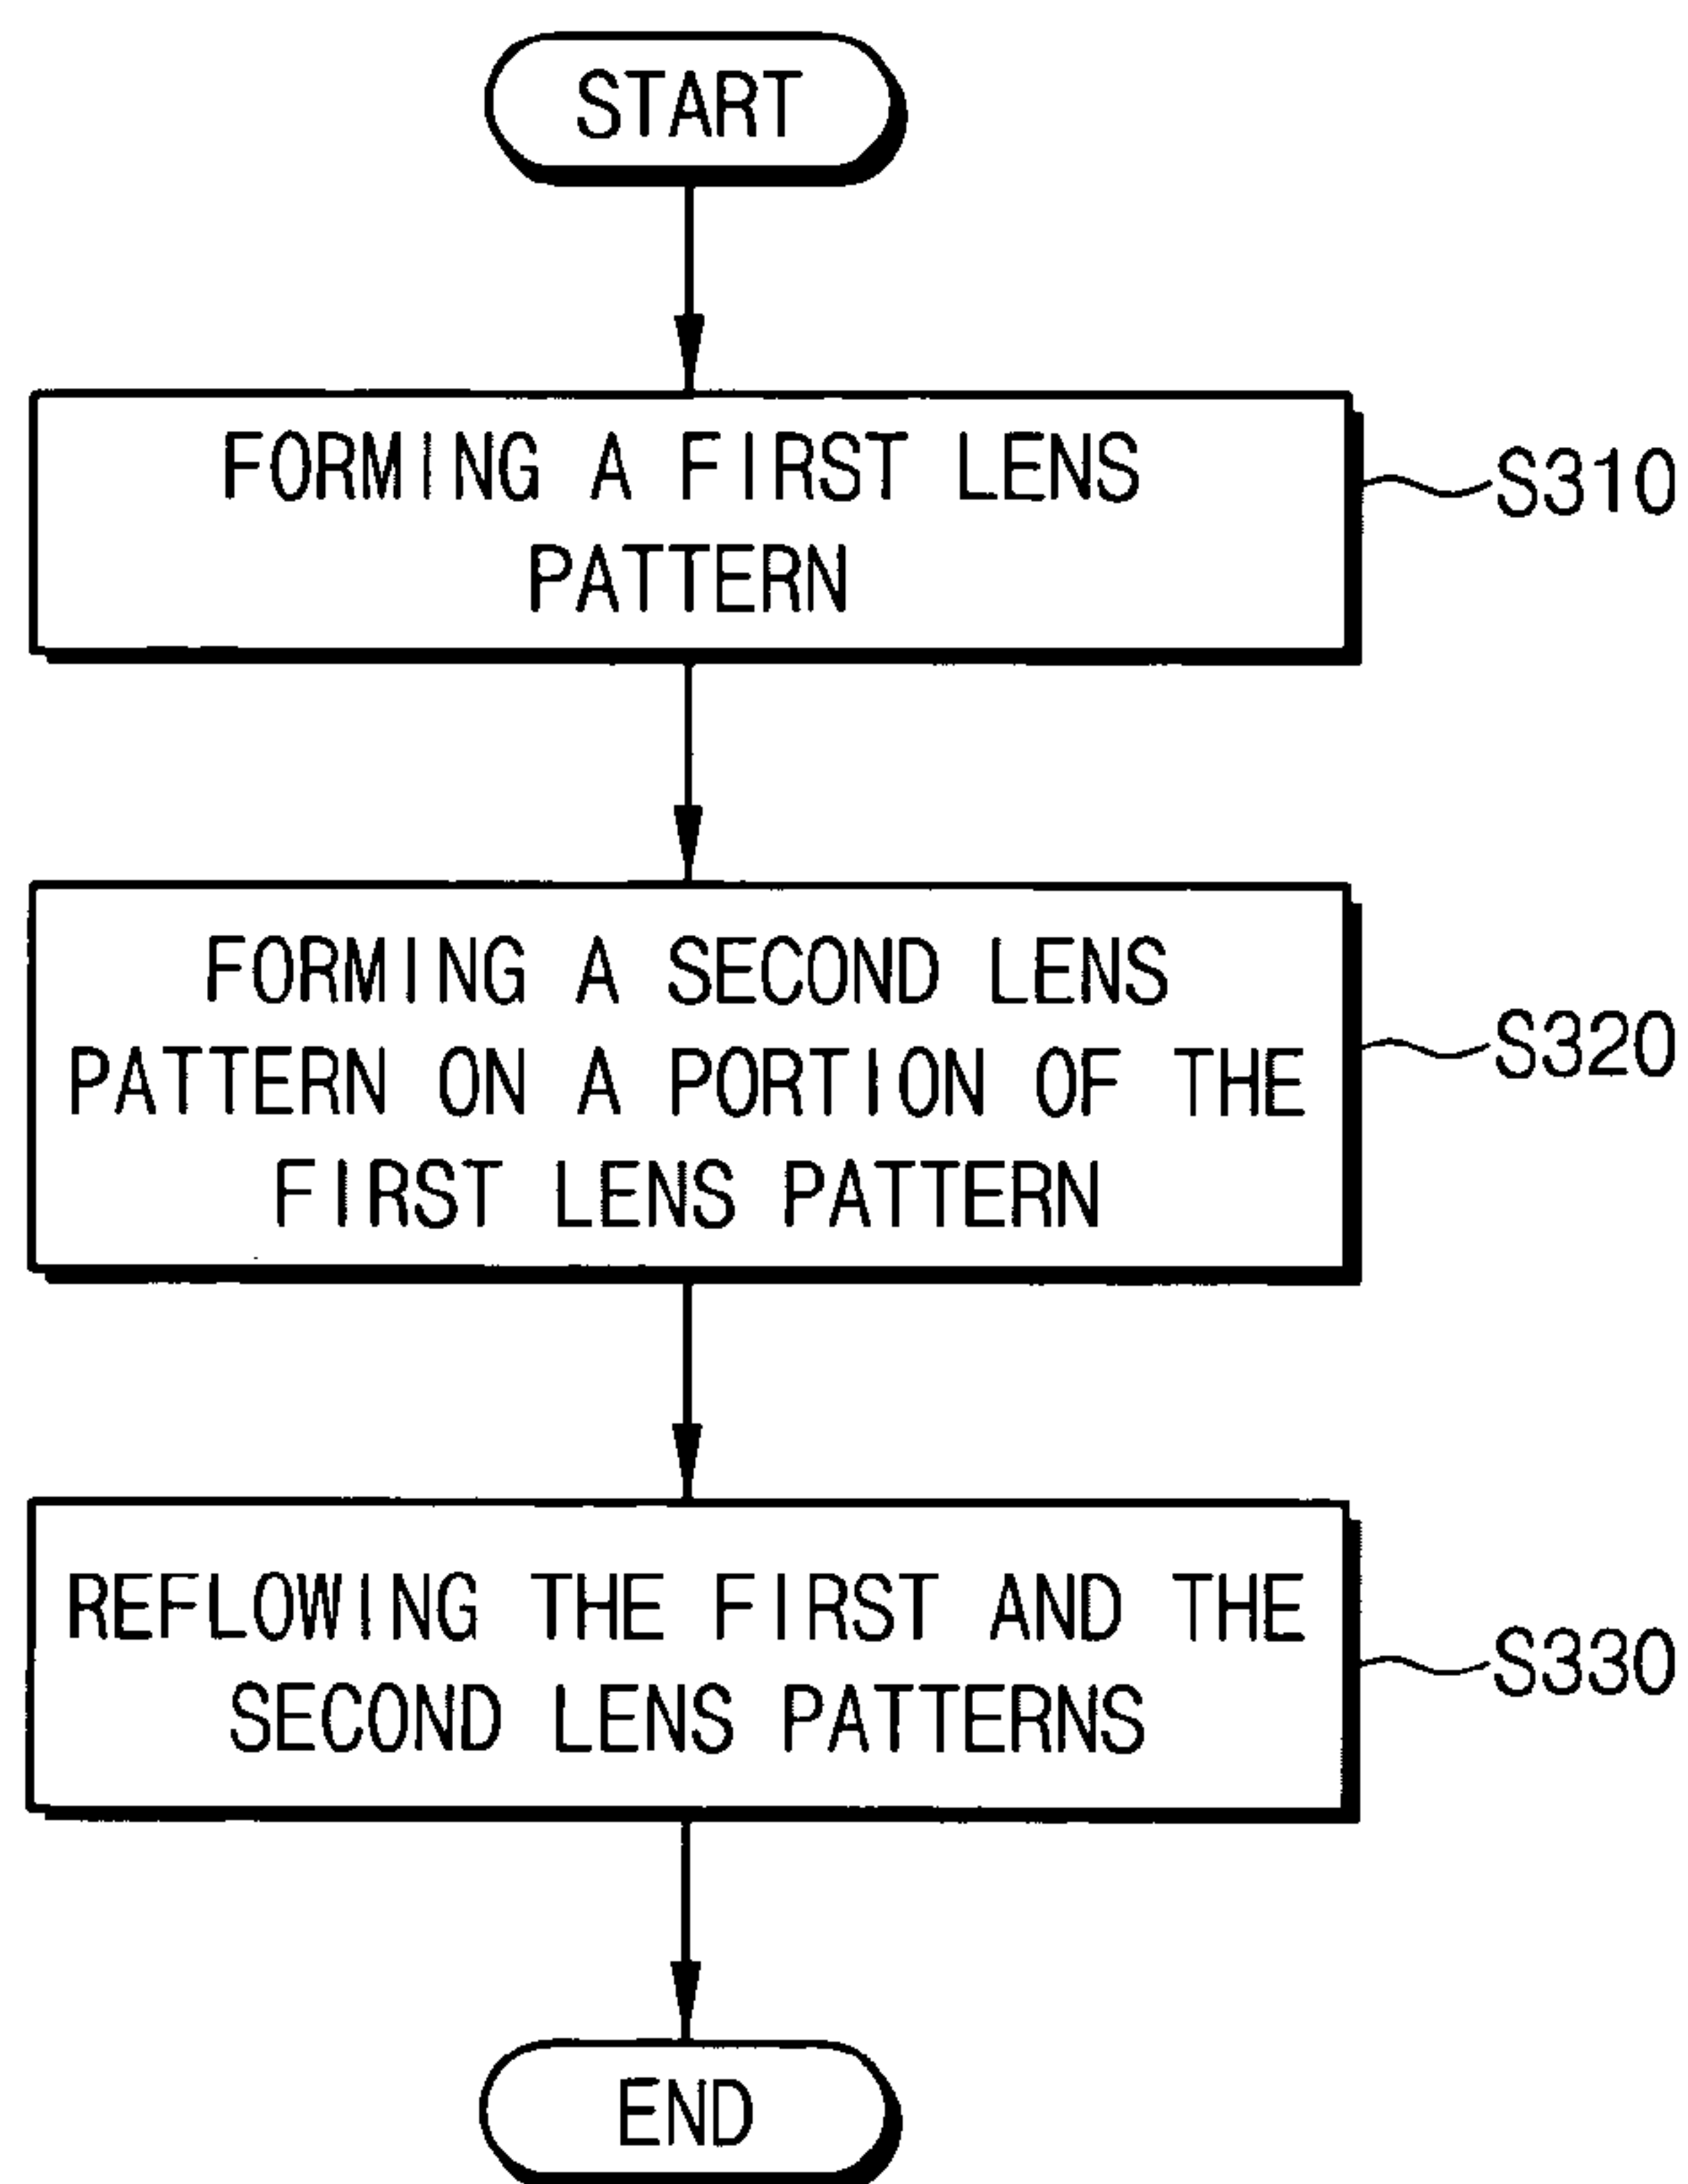 START
FORMING A FIRST LENS
PATTERN
S310
FORMING A SECOND LENS
PATTERN ON A PORTION OF THE
FIRST LENS PATTERN
S320
REFLOWING THE FIRST AND THE
SECOND LENS PATTERNS
S330
END